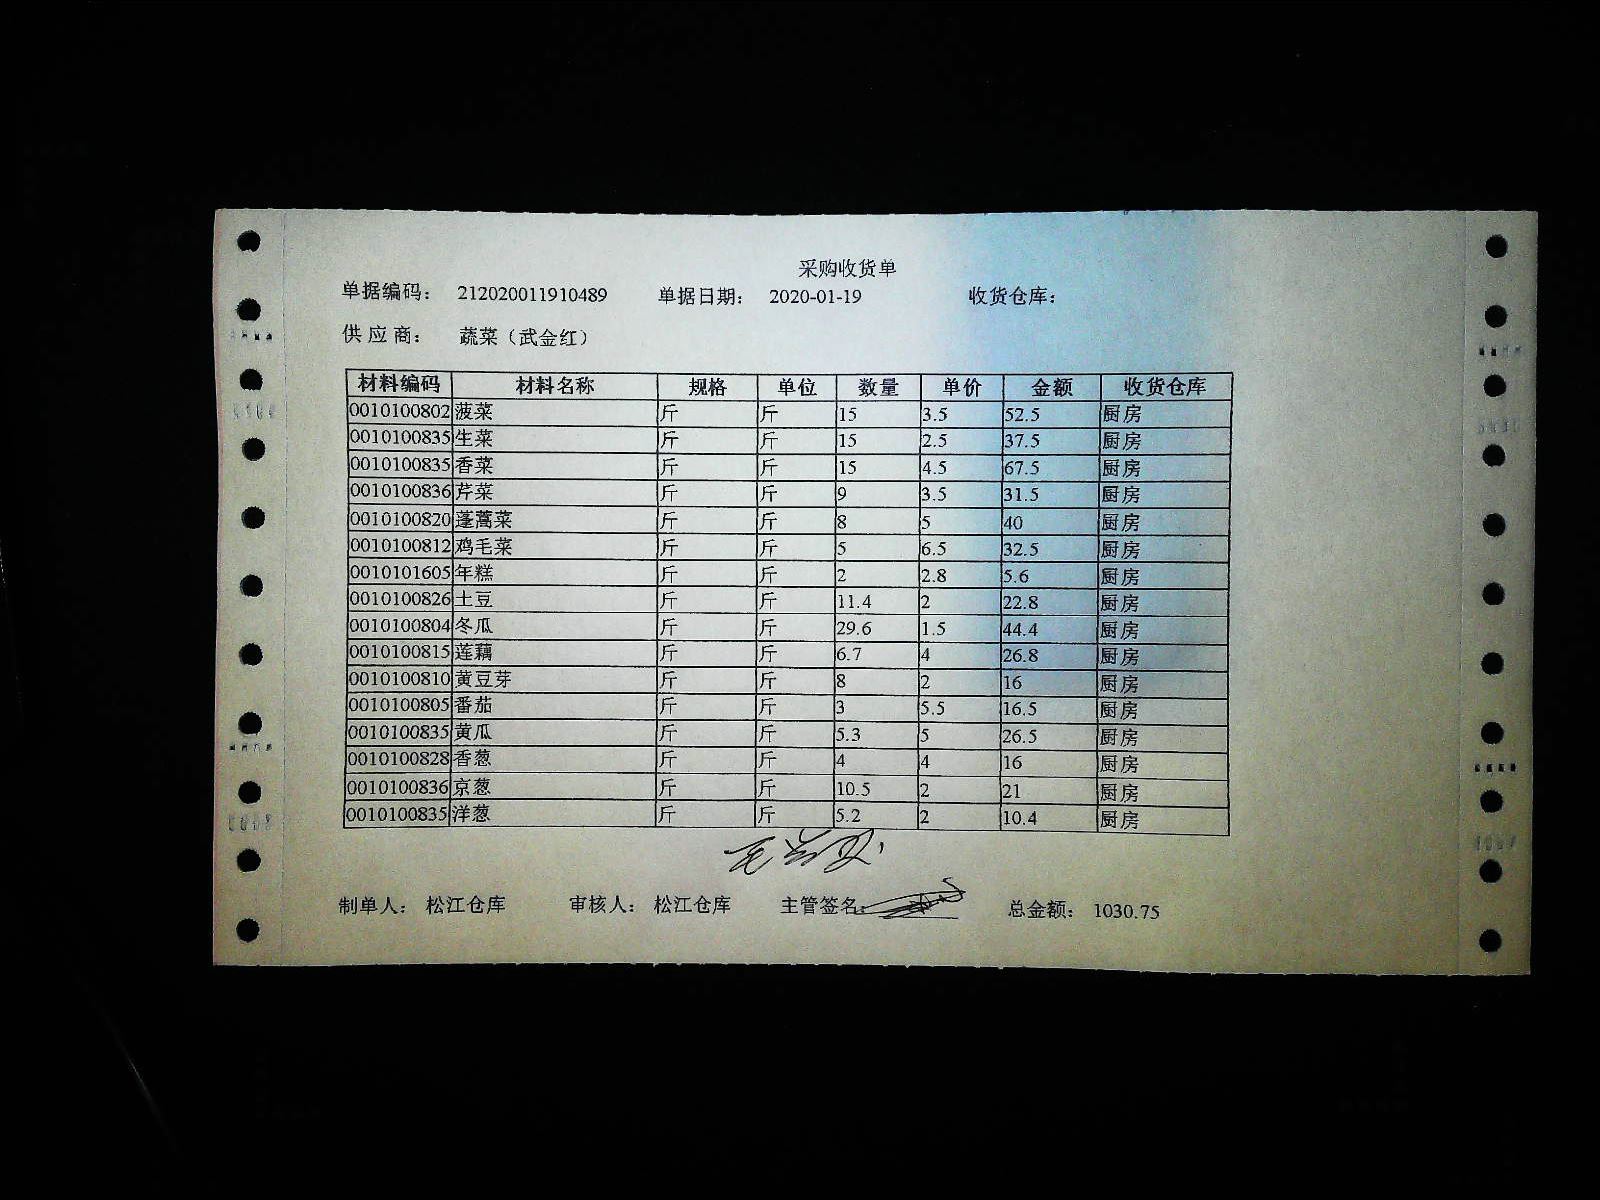 采购收货单
单据编码： 212020011910489 单据日期： 2020-01-19 收货仓库：
供 应 商： 蔬菜（武金红）
材料编码 材料名称 规格 单位 数量 单价 金额 收货仓库
0010100802 菠菜 斤 斤 15 3.5 52.5 厨房
0010100835 生菜 斤 斤 15 2.5 37.5 厨房
0010100835 香菜 斤 斤 15 4.5 67.5 厨房
0010100836 芹菜 斤 斤 9 3.5 31.5 厨房
0010100820 蓬蒿菜 斤 斤 8 5 40 厨房
0010100812 鸡毛菜 斤 斤 5 6.5 32.5 厨房
0010101605 年糕 斤 斤 2 2.8 5.6 厨房
0010100826 土豆 斤 斤 11.4 2 22.8 厨房
0010100804 冬瓜 斤 斤 29.6 1.5 44.4 厨房
0010100815 莲藕 斤 斤 6.7 4 26.8 厨房
0010100810 黄豆芽 斤 斤 8 2 16 厨房
0010100805 番茄 斤 斤 3 5.5 16.5 厨房
0010100835 黄瓜 斤 斤 5.3 5 26.5 厨房
0010100828 香葱 斤 斤 4 4 16 厨房
0010100836 京葱 斤 斤 10.5 2 21 厨房
0010100835 洋葱 斤 斤 5.2 2 10.4 厨房
制单人： 松江仓库 审核人： 松江仓库 主管签名： 总金额： 1030.75